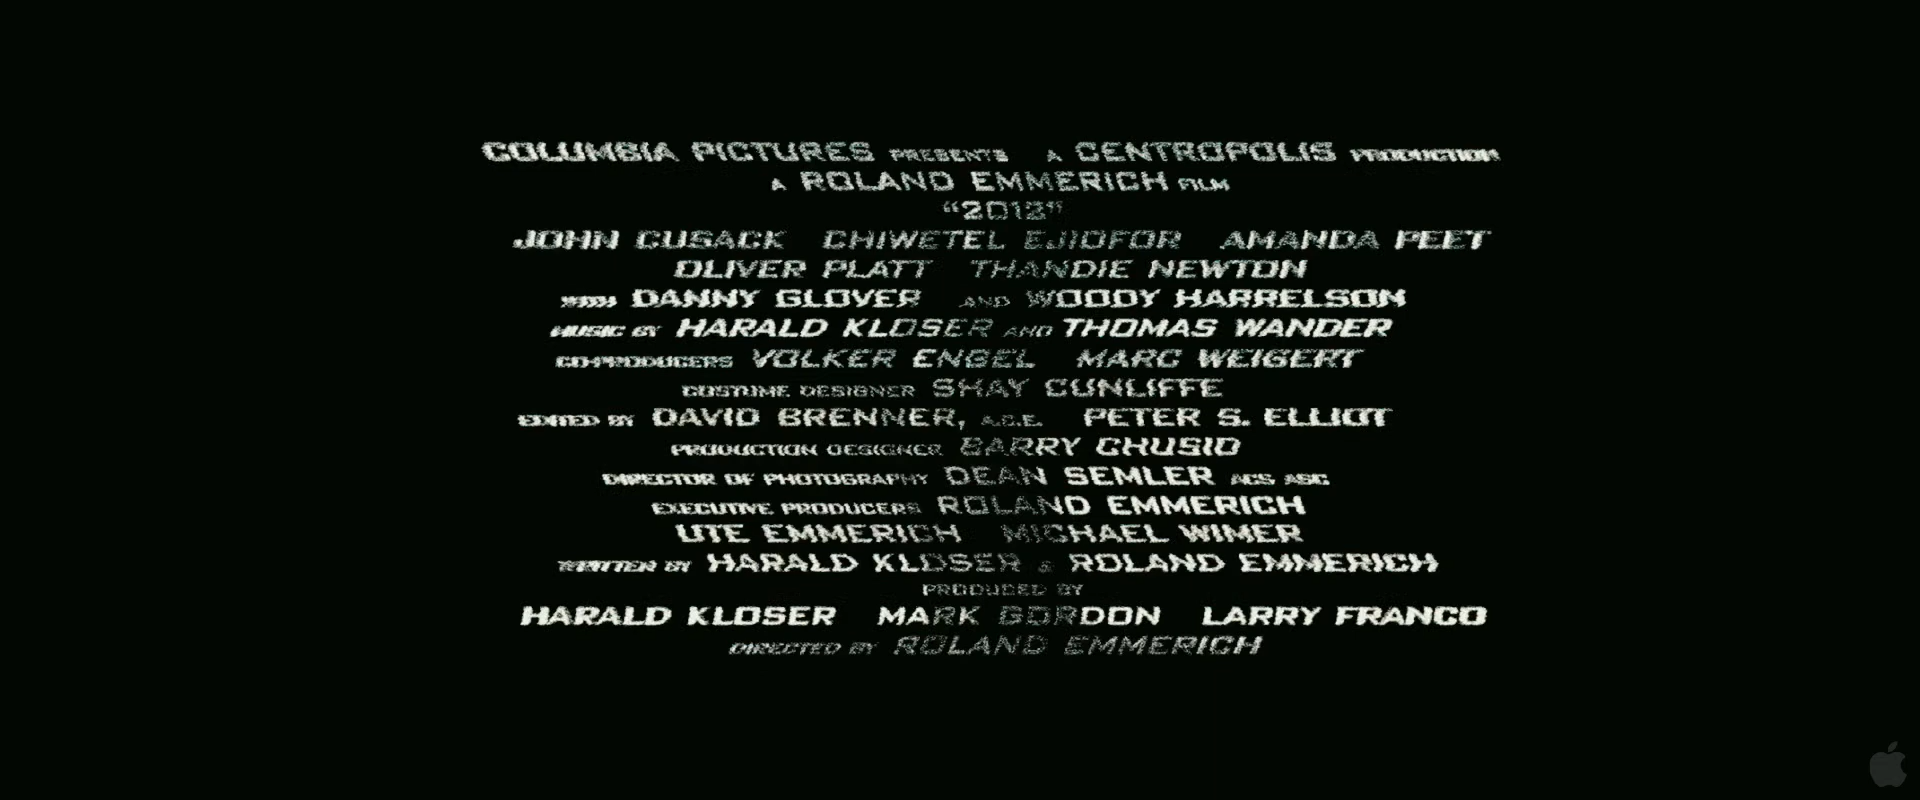 COLUMBIA PICTURES PRESENTS A CENTROPOLIS PRODUCTION
A ROLAND EMMERICH FILM
“2012”
JOHN CUSACK CHIWETEL EJIOFOR AMANDA PEET
OLIVER PLATT THANDIE NEWTON
WITH DANNY GLOVER AND WOODY HARRELSON
MUSIC BY HARALD KLOSER AND THOMAS WANDER
CO-PRODUCERS VOLKER ENGEL MARC WEIGERT
COSTUME DESIGNER SHAY CUNLIFFE
EDITED BY DAVID BRENNER, A.C.E. PETER S. ELLIOT
PRODUCTION DESIGNER BARRY CHUSID
DIRECTOR OF PHOTOGRAPHY DEAN SEMLER ACS ASC
EXECUTIVE PRODUCERS ROLAND EMMERICH
UTE EMMERICH MICHAEL WIMER
WRITTEN BY HARALD KLOSER & ROLAND EMMERICH
PRODUCED BY
HARALD KLOSER MARK GORDON LARRY FRANCO
DIRECTED BY ROLAND EMMERICH